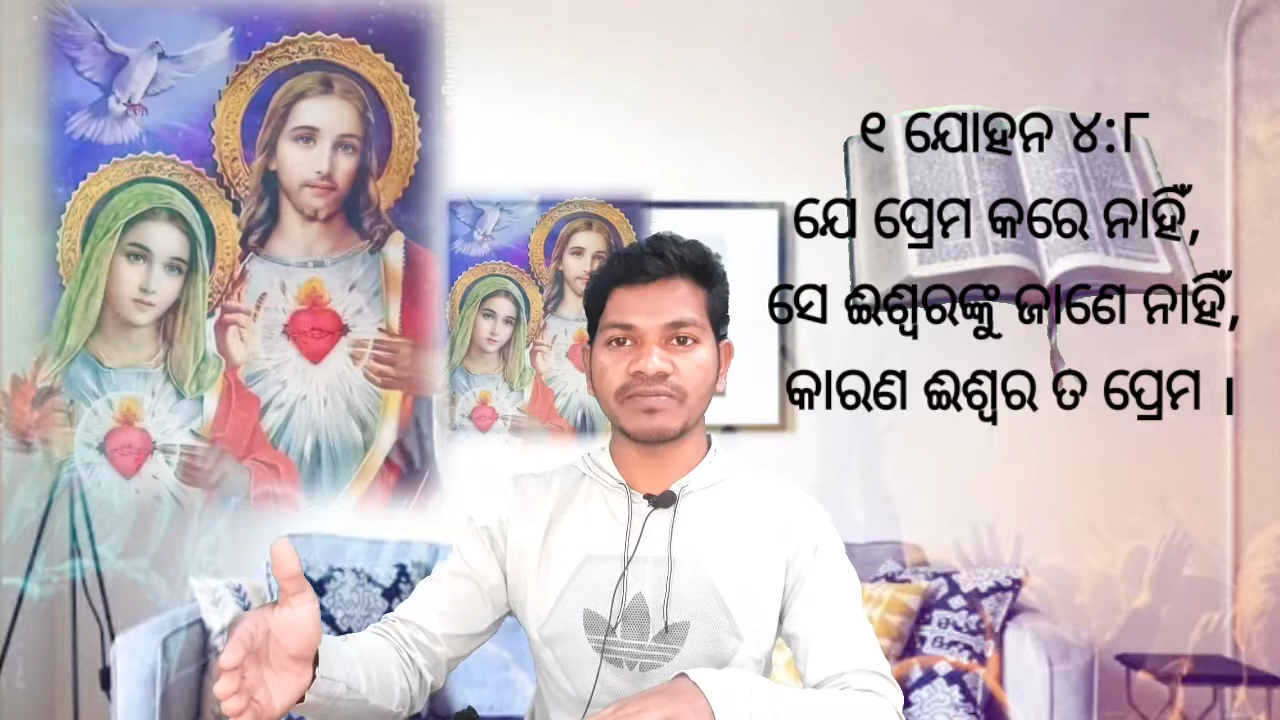 ୧ ଯୋହନ ୪:୮
ଯେ ପ୍ରେମ କରେ ନାହିଁ,
ସେ ଈଶ୍ୱରଙ୍କୁ ଜାଣେ ନାହିଁ,
କାରଣ ଈଶ୍ୱର ତ ପ୍ରେମ ।